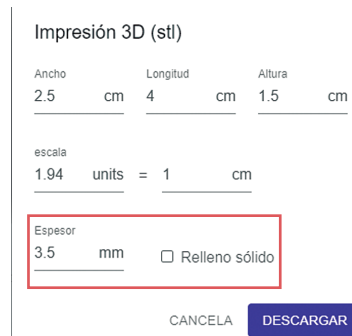 Impresión 3D (stl)
Ancho Longitud Altura
2.5 cm 4 cm 1.5 cm
escala
1.94 units = 1 cm
Espesor
3.5 mm Relleno sólido
CANCELA DESCARGAR